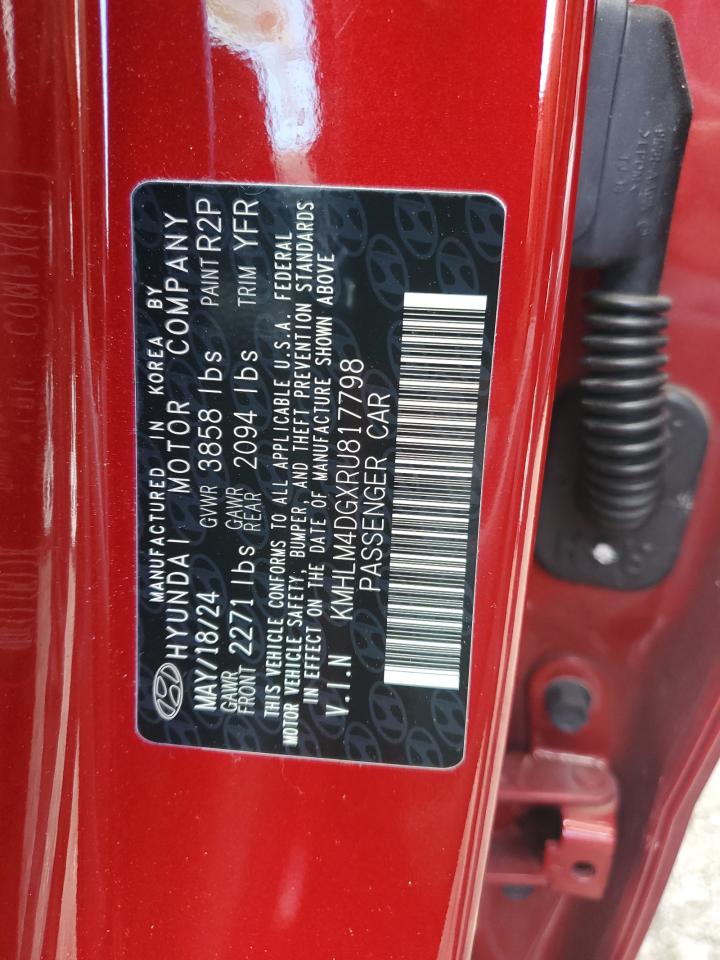 MANUFACTURED IN KOREA BY
HYUNDAI MOTOR COMPANY
MAY/18/24 GVWR 3858 lbs PAINT R2P
GAWR FRONT 2271 lbs GAWR REAR 2094 lbs TRIM YFR
THIS VEHICLE CONFORMS TO ALL APPLICABLE U.S.A. FEDERAL
MOTOR VEHICLE SAFETY, BUMPER, AND THEFT PREVENTION STANDARDS
IN EFFECT ON THE DATE OF MANUFACTURE SHOWN ABOVE
V.I.N KMHLM4DGXRU817798
PASSENGER CAR